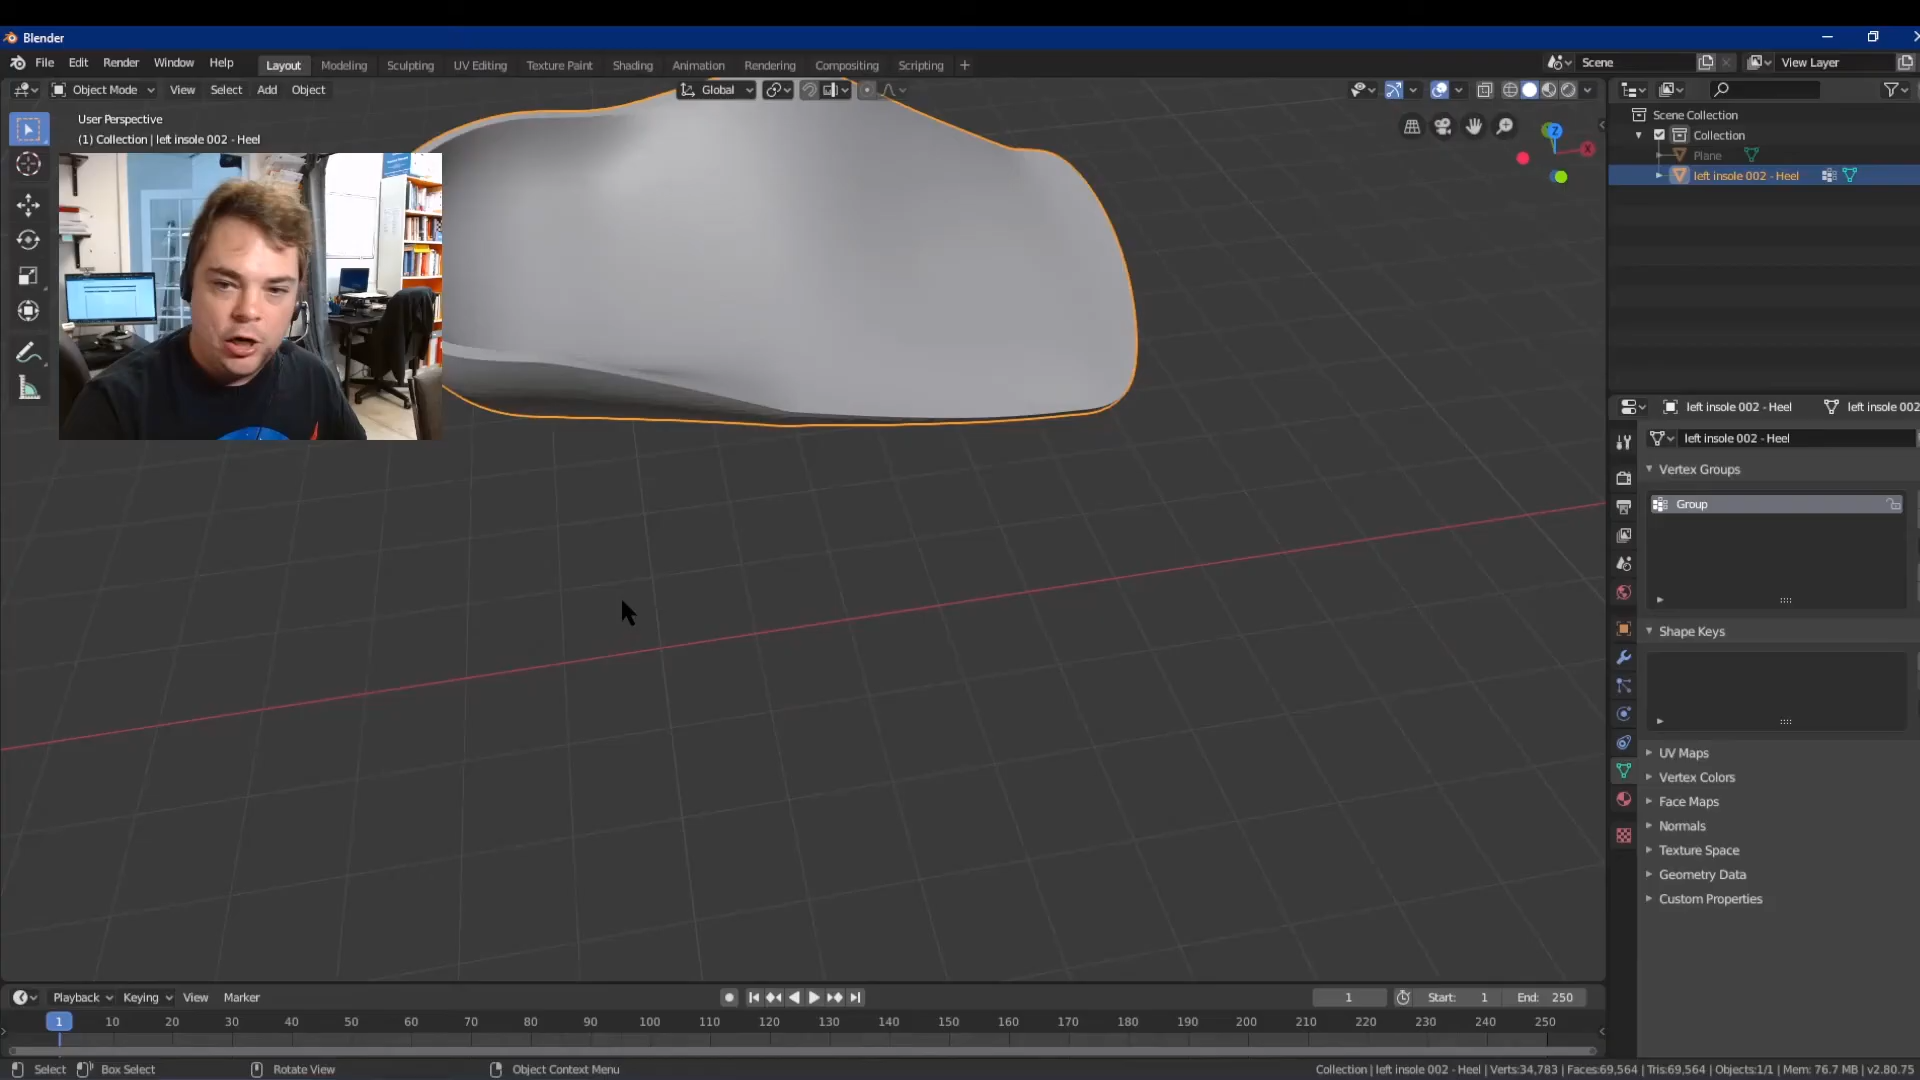 Blender
File Edit Render Window Help Layout Modeling Sculpting UV Editing Texture Paint Shading Animation Rendering Compositing Scripting + Scene View Layer
Object Mode View Select Add Object Global
User Perspective
(1) Collection | left insole 002 - Heel
Z
X
Scene Collection
Collection
Plane
left insole 002 - Heel
left insole 002 - Heel left insole 002
left insole 002 - Heel
Vertex Groups
Group
Shape Keys
UV Maps
Vertex Colors
Face Maps
Normals
Texture Space
Geometry Data
Custom Properties
Playback Keying View Marker 1 Start: 1 End: 250
1 10 20 30 40 50 60 70 80 90 100 110 120 130 140 150 160 170 180 190 200 210 220 230 240 250
Select Box Select Rotate View Object Context Menu Collection | left insole 002 - Heel | Verts:34,783 | Faces:69,564 | Tris:69,564 | Objects:1/1 | Mem: 76.7 MB | v2.80.75